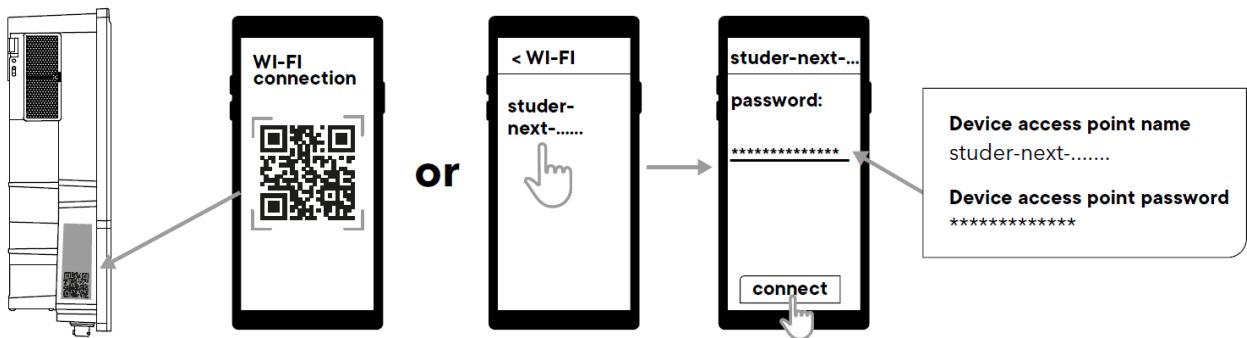 WI-FI
connection
or
< WI-FI
studer-
next-......
studer-next-...
password:
**************
connect
Device access point name
studer-next-.......
Device access point password
*************